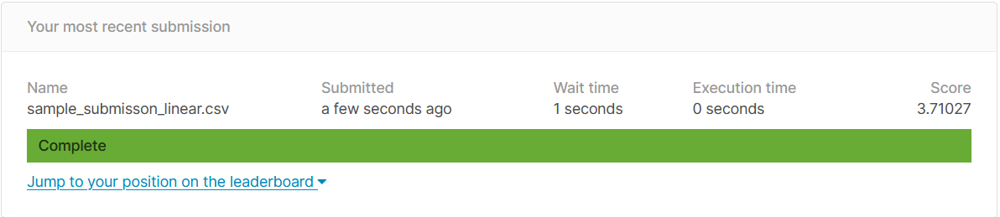 Your most recent submission
Name Submitted Wait time Execution time Score
sample_submisson_linear.csv a few seconds ago 1 seconds 0 seconds 3.71027
Complete
Jump to your position on the leaderboard